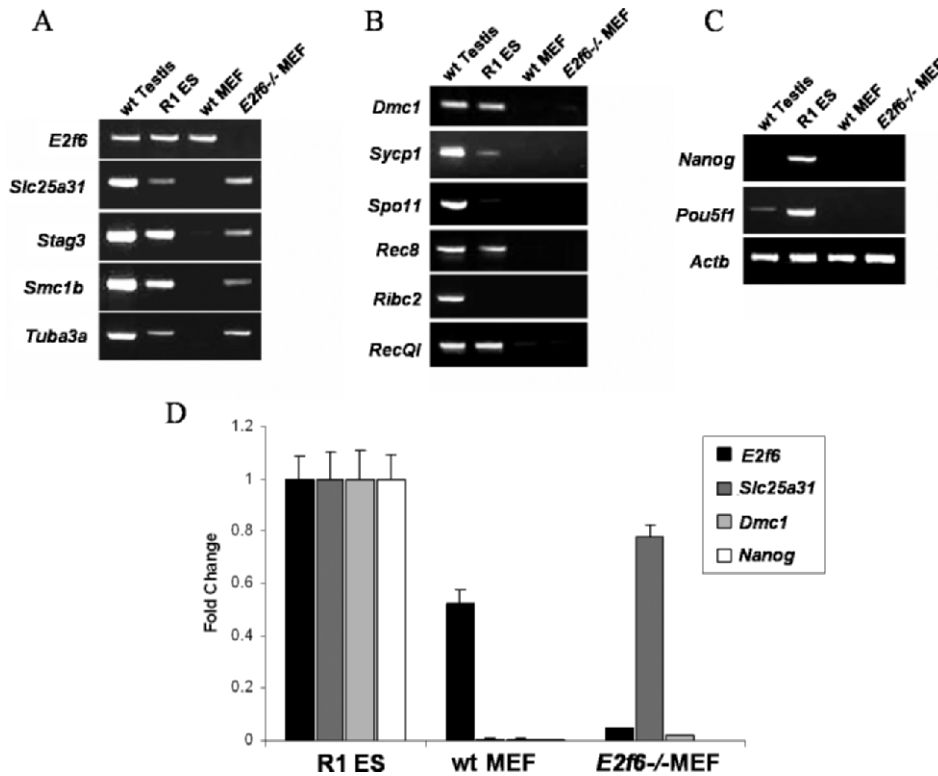 A
wt Testis
R1 ES
wt MEF
E2f6-/- MEF
E2f6
Slc25a31
Stag3
Smc1b
Tuba3a
B
wt Testis
R1 ES
wt MEF
E2f6-/- MEF
Dmc1
Sycp1
Spo11
Rec8
Ribc2
RecQl
C
wt Testis
R1 ES
wt MEF
E2f6-/- MEF
Nanog
Pou5f1
Actb
D
Fold Change
1.2
1
0.8
0.6
0.4
0.2
0
R1 ES
wt MEF
E2f6-/-MEF
E2f6
Slc25a31
Dmc1
Nanog